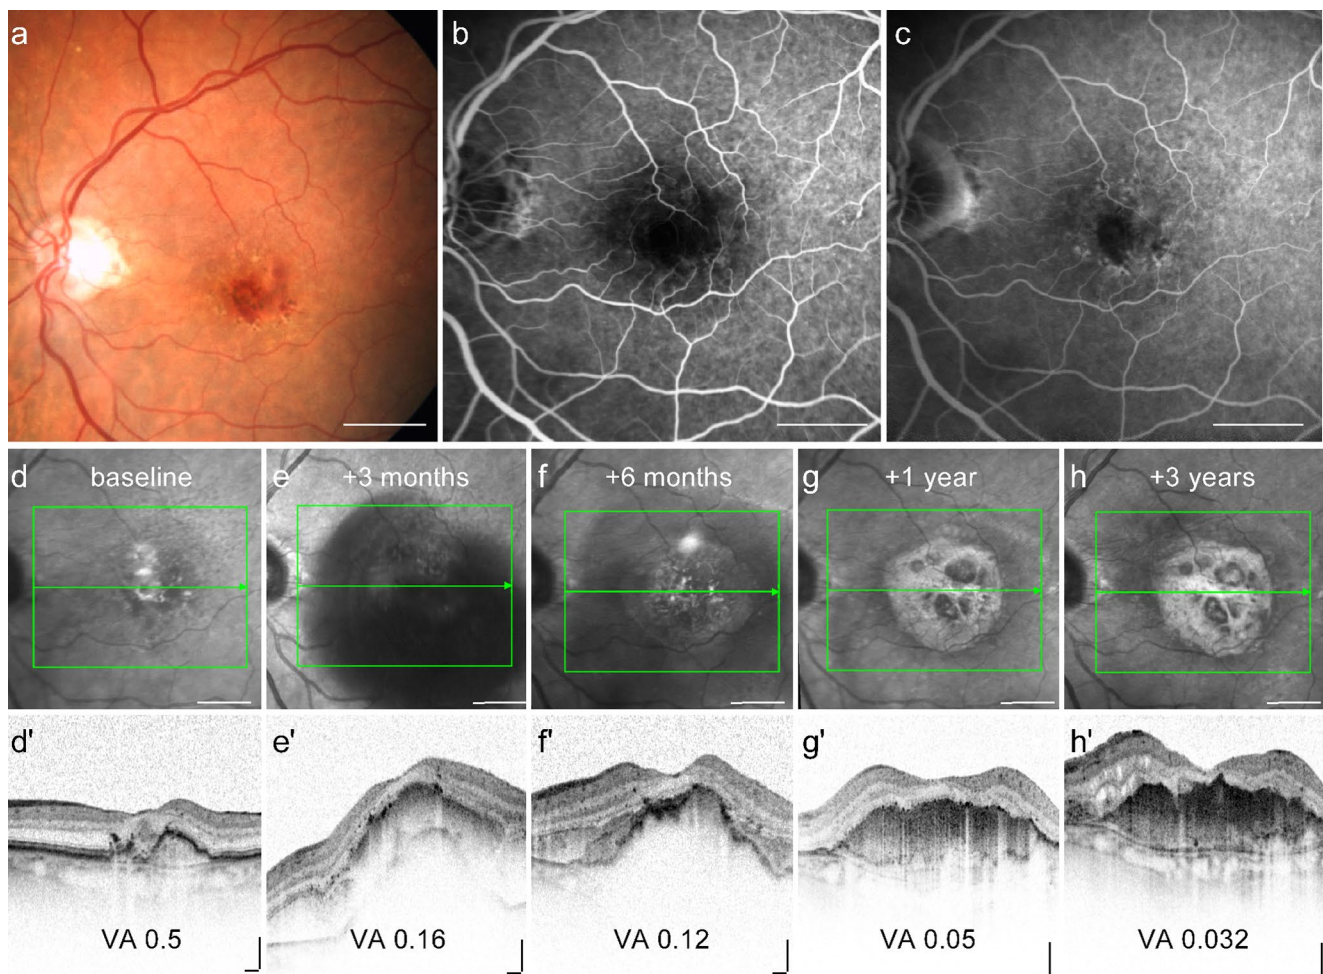 a
b
c
d baseline
e +3 months
f +6 months
g +1 year
h +3 years
d'
e'
f'
g'
h'
VA 0.5
VA 0.16
VA 0.12
VA 0.05
VA 0.032